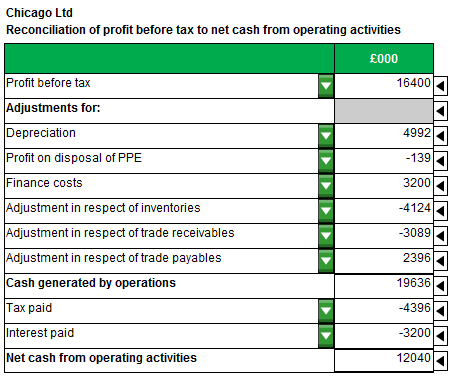 Chicago Ltd
Reconciliation of profit before tax to net cash from operating activities
£000
Profit before tax 16400
Adjustments for:
Depreciation 4992
Profit on disposal of PPE -139
Finance costs 3200
Adjustment in respect of inventories -4124
Adjustment in respect of trade receivables -3089
Adjustment in respect of trade payables 2396
Cash generated by operations 19636
Tax paid -4396
Interest paid -3200
Net cash from operating activities 12040